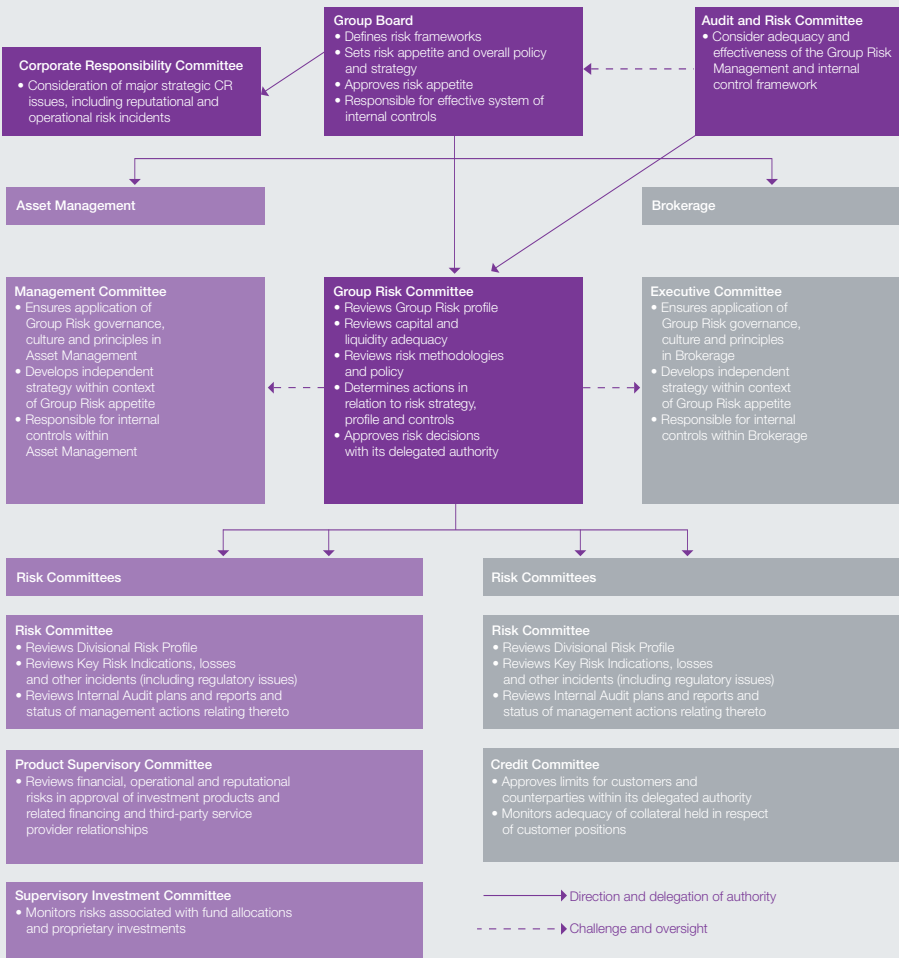 Group Board
• Defines risk frameworks
• Sets risk appetite and overall policy
and strategy
• Approves risk appetite
• Responsible for effective system of
internal controls
Audit and Risk Committee
• Consider adequacy and
effectiveness of the Group Risk
Management and internal
control framework
Corporate Responsibility Committee
• Consideration of major strategic CR
issues, including reputational and
operational risk incidents
Asset Management
Brokerage
Management Committee
• Ensures application of
Group Risk governance,
culture and principles in
Asset Management
• Develops independent
strategy within context
of Group Risk appetite
• Responsible for internal
controls within
Asset Management
Group Risk Committee
• Reviews Group Risk profile
• Reviews capital and
liquidity adequacy
• Reviews risk methodologies
and policy
• Determines actions in
relation to risk strategy,
profile and controls
• Approves risk decisions
with its delegated authority
Executive Committee
• Ensures application of
Group Risk governance,
culture and principles
in Brokerage
• Develops independent
strategy within context
of Group Risk appetite
• Responsible for internal
controls within Brokerage
Risk Committees
Risk Committee
• Reviews Divisional Risk Profile
• Reviews Key Risk Indications, losses
and other incidents (including regulatory issues)
• Reviews Internal Audit plans and reports and
status of management actions relating thereto
Product Supervisory Committee
• Reviews financial, operational and reputational
risks in approval of investment products and
related financing and third-party service
provider relationships
Supervisory Investment Committee
• Monitors risks associated with fund allocations
and proprietary investments
Risk Committees
Risk Committee
• Reviews Divisional Risk Profile
• Reviews Key Risk Indications, losses
and other incidents (including regulatory issues)
• Reviews Internal Audit plans and reports and
status of management actions relating thereto
Credit Committee
• Approves limits for customers and
counterparties within its delegated authority
• Monitors adequacy of collateral held in respect
of customer positions
Direction and delegation of authority
Challenge and oversight